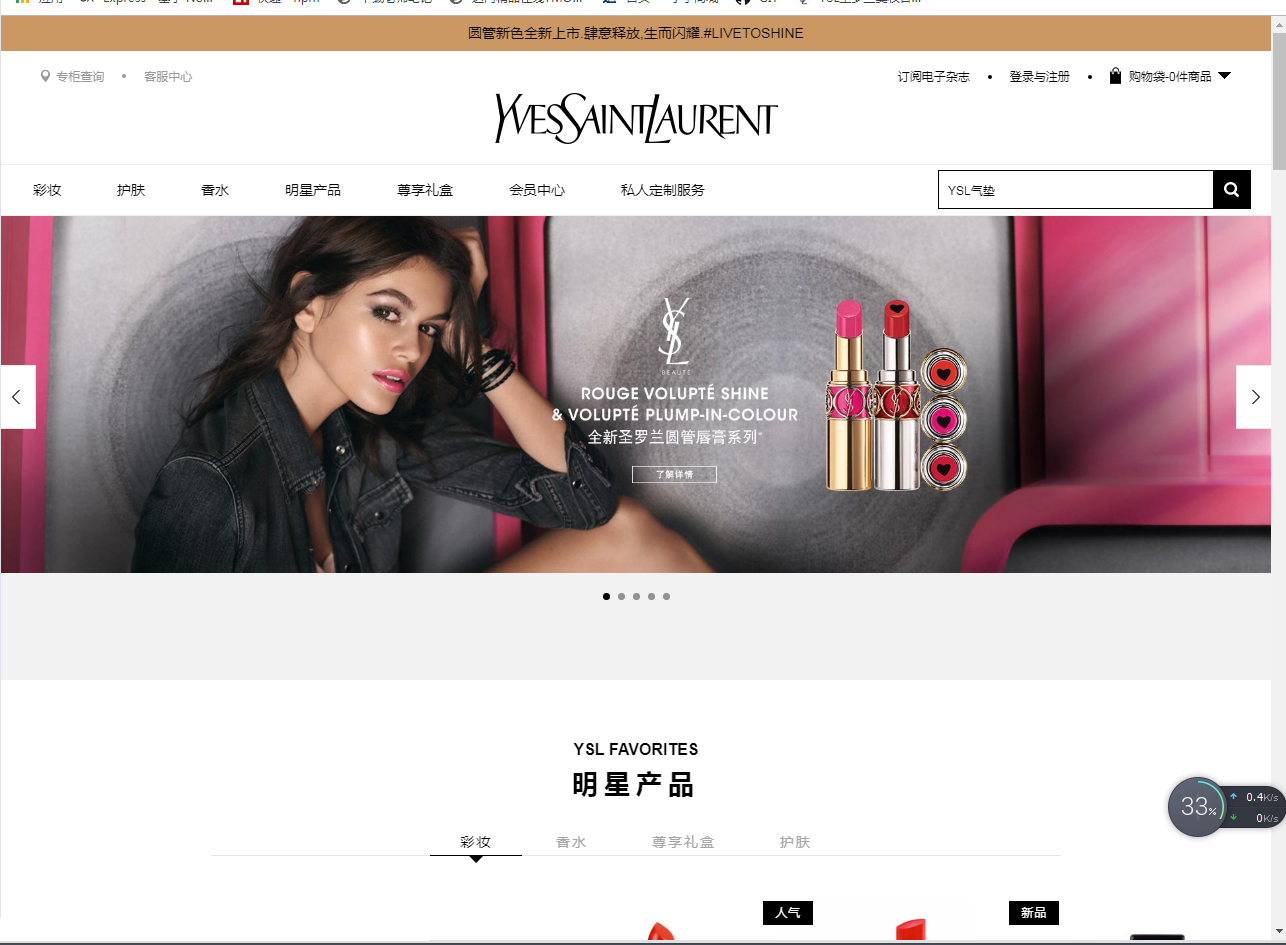 圆管新色全新上市.肆意释放,生而闪耀.#LIVETOSHINE
专柜查询 • 客服中心
订阅电子杂志 • 登录与注册 • 购物袋-0件商品
YVESSAINTLAURENT
彩妆 护肤 香水 明星产品 尊享礼盒 会员中心 私人定制服务
YSL气垫
YSL
BEAUTÉ
ROUGE VOLUPTÉ SHINE
& VOLUPTÉ PLUMP-IN-COLOUR
全新圣罗兰圆管唇膏系列*
了解详情
YSL FAVORITES
明星产品
33%
0.4K/s
0K/s
彩妆 香水 尊享礼盒 护肤
人气
新品